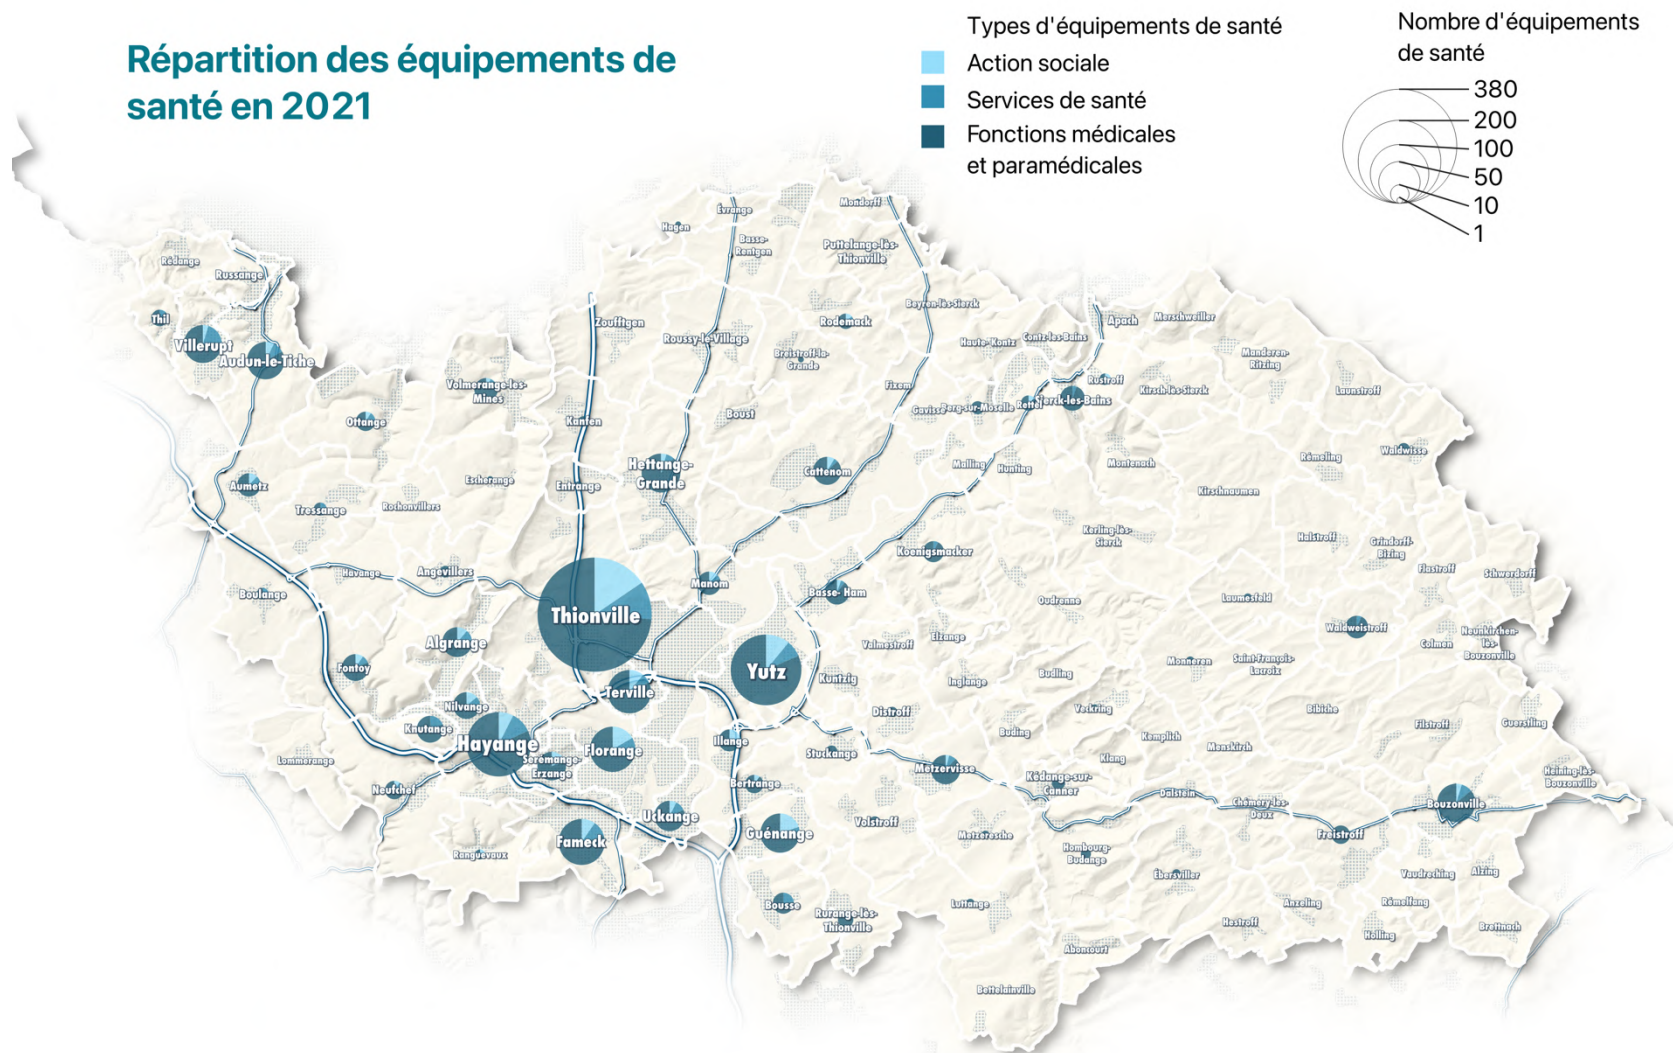 Répartition des équipements de
santé en 2021
Types d'équipements de santé
Action sociale
Services de santé
Fonctions médicales
et paramédicales
Nombre d'équipements
de santé
380
200
100
50
10
1
Mondorff
Évrange
Hagen
Basse-
Rentgen
Puttelange-lès-
Thionville
Rédange
Russange
Beyren-lès-Sierck
Thil
Zoufftgen
Rodemack
Apach
Merschweiler
Villerupt
Audun-le-Tiche
Roussy-le-Village
Haute-Kontz
Contz-les-Bains
Breistroff-la-
Grande
Manderen-
Ritzing
Volmerange-les-
Mines
Fixem
Rustroff
Kirsch-lès-Sierck
Launstroff
Gavisse
Berg-sur-Moselle
Rettel
Sierck-les-Bains
Boust
Ottange
Kanfen
Waldwisse
Hettange-
Grande
Cattenom
Malling
Hunting
Montenach
Rémeling
Aumetz
Escherange
Entrange
Kirschnaumen
Tressange
Rochonvillers
Kerling-lès-
Sierck
Halstroff
Grindorff-
Bizing
Koenigsmacker
Flastroff
Schwerdorff
Havange
Angevillers
Manom
Boulange
Basse- Ham
Oudrenne
Laumesfeld
Thionville
Waldweistroff
Neunkirchen-
lès-
Bouzonville
Colmen
Algrange
Valmestroff
Elzange
Fontoy
Yutz
Kuntzig
Inglange
Budling
Monneren
Saint-François-
Lacroix
Terville
Nilvange
Distroff
Veckring
Bibiche
Knutange
Filstroff
Guerstling
Hayange
Florange
Illange
Stuckange
Buding
Kemplich
Menskirch
Lommerange
Serémange-
Erzange
Metzervisse
Klang
Heining-lès-
Bouzonville
Neufchef
Bertrange
Kédange-sur-
Canner
Dalstein
Chémery-les-
Deux
Bouzonville
Uckange
Volstroff
Guénange
Metzeresche
Freistroff
Fameck
Ranguevaux
Hombourg-
Budange
Ébersviller
Vaudreching
Alzing
Bousse
Rurange-lès-
Thionville
Luttange
Anzeling
Rémelfang
Hestroff
Holling
Brettnach
Aboncourt
Bettelainville